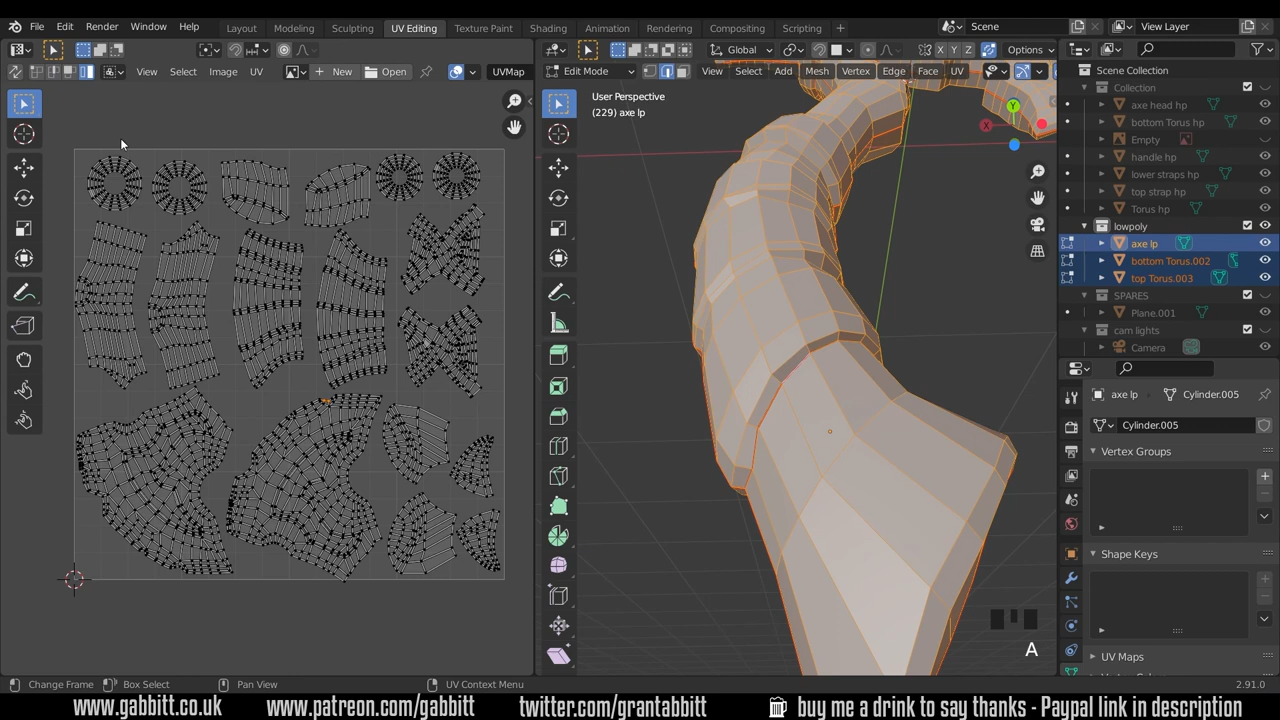 File Edit Render Window Help Layout Modeling Sculpting UV Editing Texture Paint Shading Animation Rendering Compositing Scripting + Scene View Layer
Global Options
View Select Image UV New Open UVMap Edit Mode View Select Add Mesh Vertex Edge Face UV
User Perspective
(229) axe lp
Y
X
Z
A
Scene Collection
Collection
axe head hp
bottom Torus hp
Empty
handle hp
lower straps hp
top strap hp
Torus hp
lowpoly
axe lp
bottom Torus.002
top Torus.003
SPARES
Plane.001
cam lights
Camera
axe lp Cylinder.005
Cylinder.005
Vertex Groups
Shape Keys
UV Maps
Change Frame Box Select Pan View UV Context Menu 2.91.0
www.gabbitt.co.uk www.patreon.com/gabbitt twitter.com/grantabbitt buy me a drink to say thanks - Paypal link in description